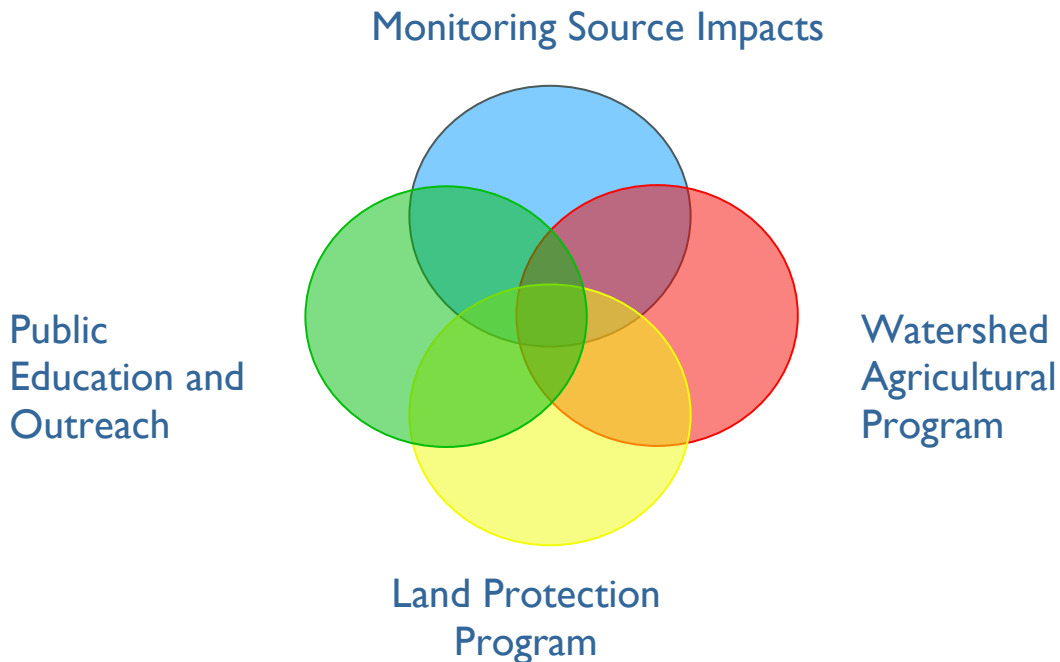 Monitoring Source Impacts
Public
Education and
Outreach
Watershed
Agricultural
Program
Land Protection
Program